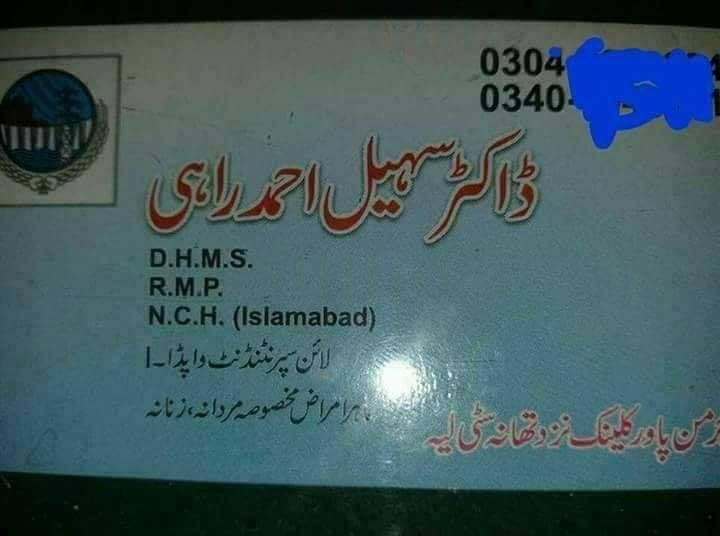 0304
0340-
ڈاکٹر سہیل احمد راہی
D.H.M.S.
R.M.P.
N.C.H. (Islamabad)
لائن سپرنٹنڈنٹ واپڈا۔I
ماہر امراض مخصوصہ مردانہ، زنانہ
پاور کلینک نزد تھانہ سٹی لیہ